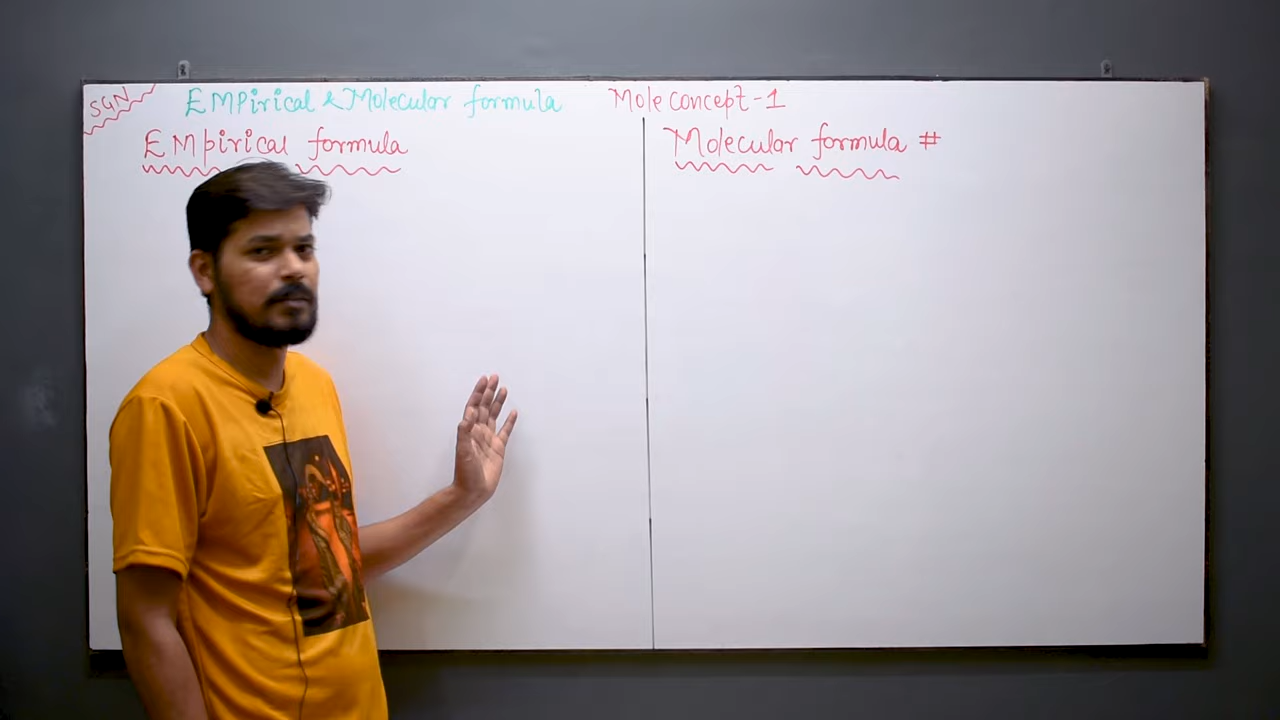 SGN
EMPirical & Molecular formula
Mole concept-1
EMpirical formula
Molecular formula #